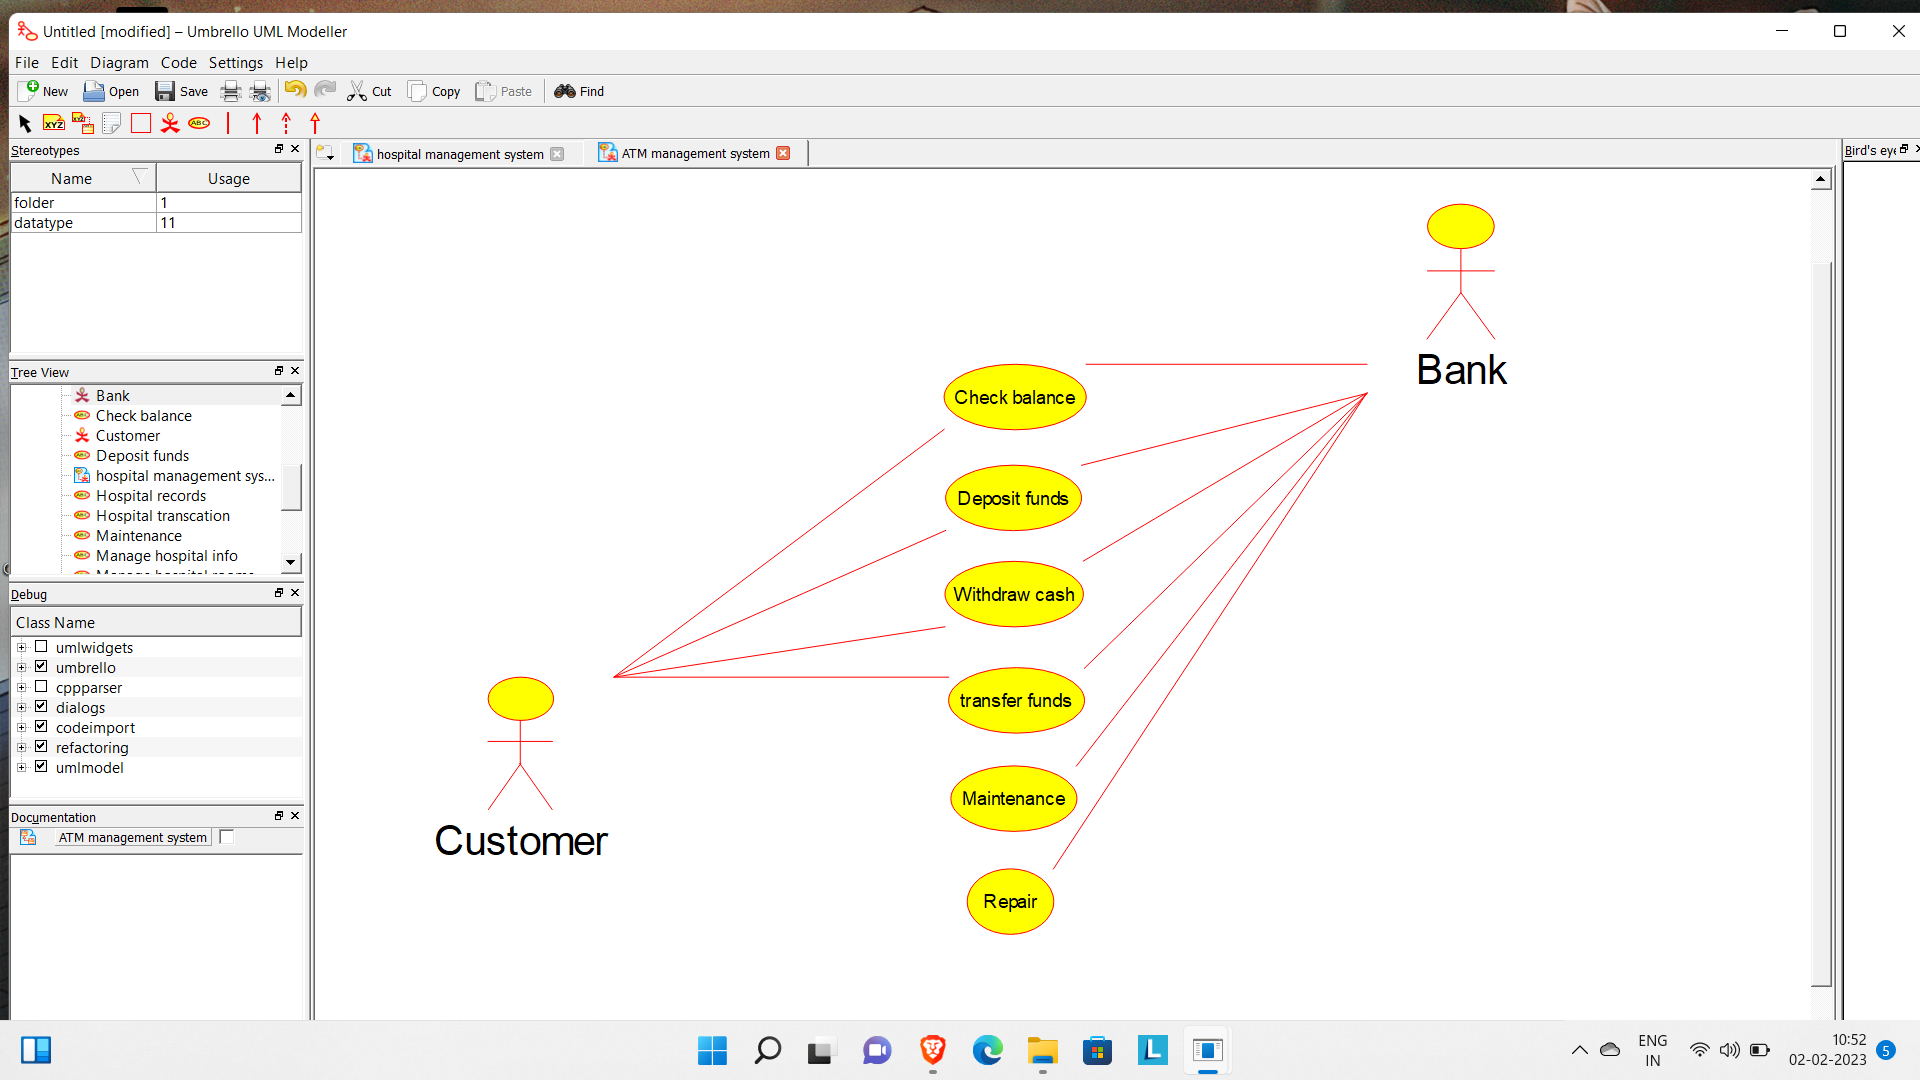 Untitled [modified] – Umbrello UML Modeller
File Edit Diagram Code Settings Help
New Open Save Cut Copy Paste Find
XYZ XYZ ABC
Stereotypes
Name Usage
folder 1
datatype 11
Tree View
Bank
Check balance
Customer
Deposit funds
hospital management sys...
Hospital records
Hospital transcation
Maintenance
Manage hospital info
Debug
Class Name
umlwidgets
umbrello
cppparser
dialogs
codeimport
refactoring
umlmodel
Documentation
ATM management system
hospital management system
ATM management system
Bird's eye
Bank
Check balance
Deposit funds
Withdraw cash
transfer funds
Maintenance
Repair
Customer
ENG
IN
10:52
02-02-2023
5